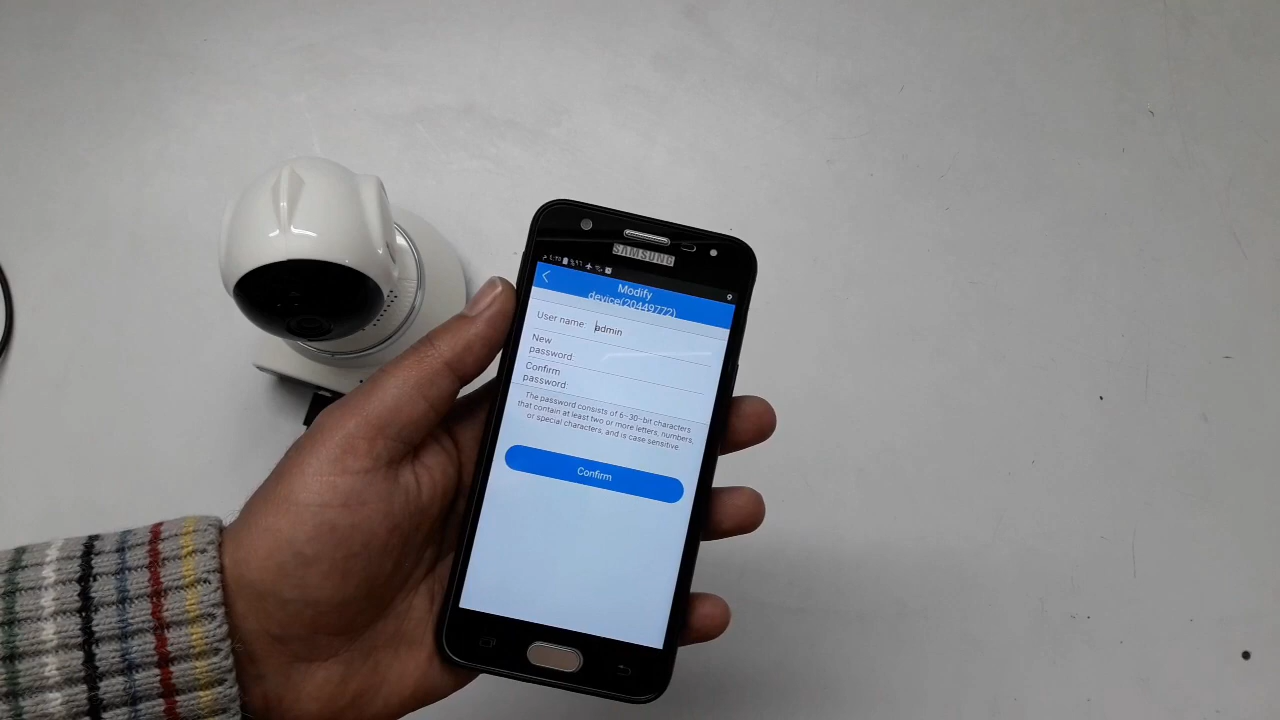 SAMSUNG
Modify
device(20449772)
User name: admin
New
password:
Confirm
password:
The password consists of 6~30-bit characters
that contain at least two or more letters, numbers,
or special characters, and is case sensitive.
Confirm